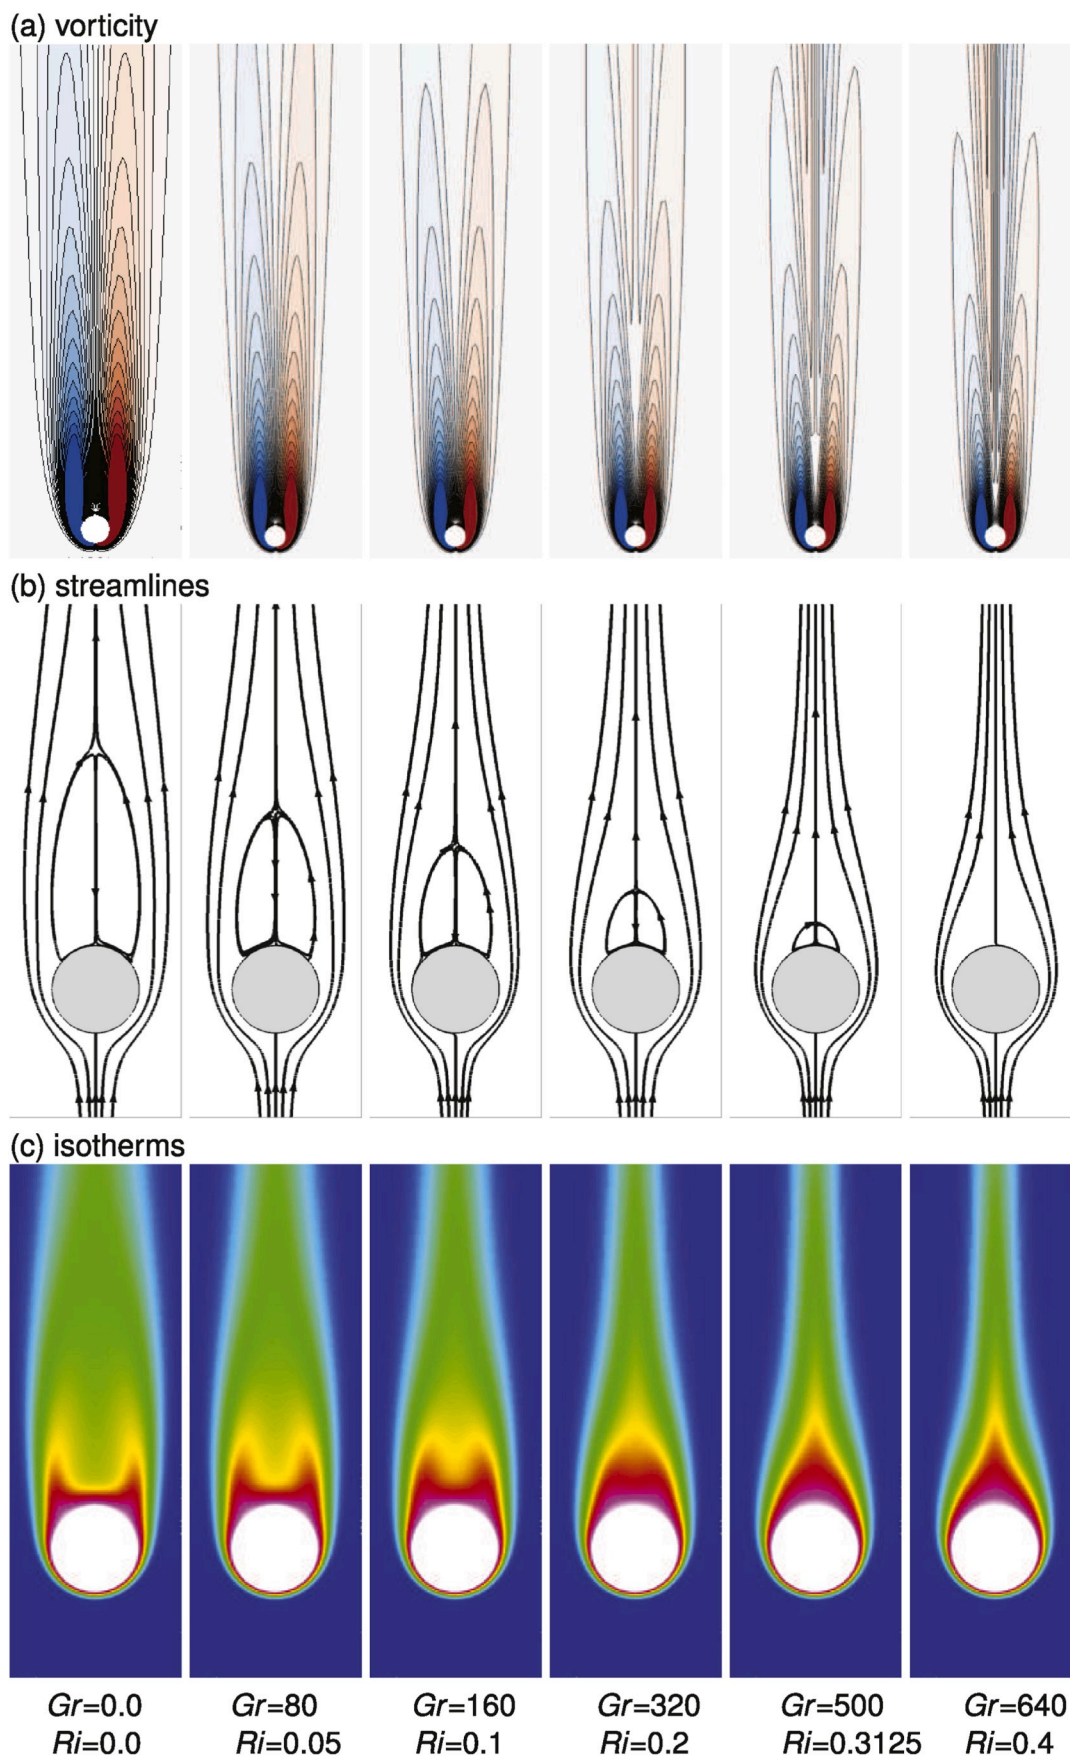 (a) vorticity
(b) streamlines
(c) isotherms
Gr=0.0 Gr=80 Gr=160 Gr=320 Gr=500 Gr=640
Ri=0.0 Ri=0.05 Ri=0.1 Ri=0.2 Ri=0.3125 Ri=0.4